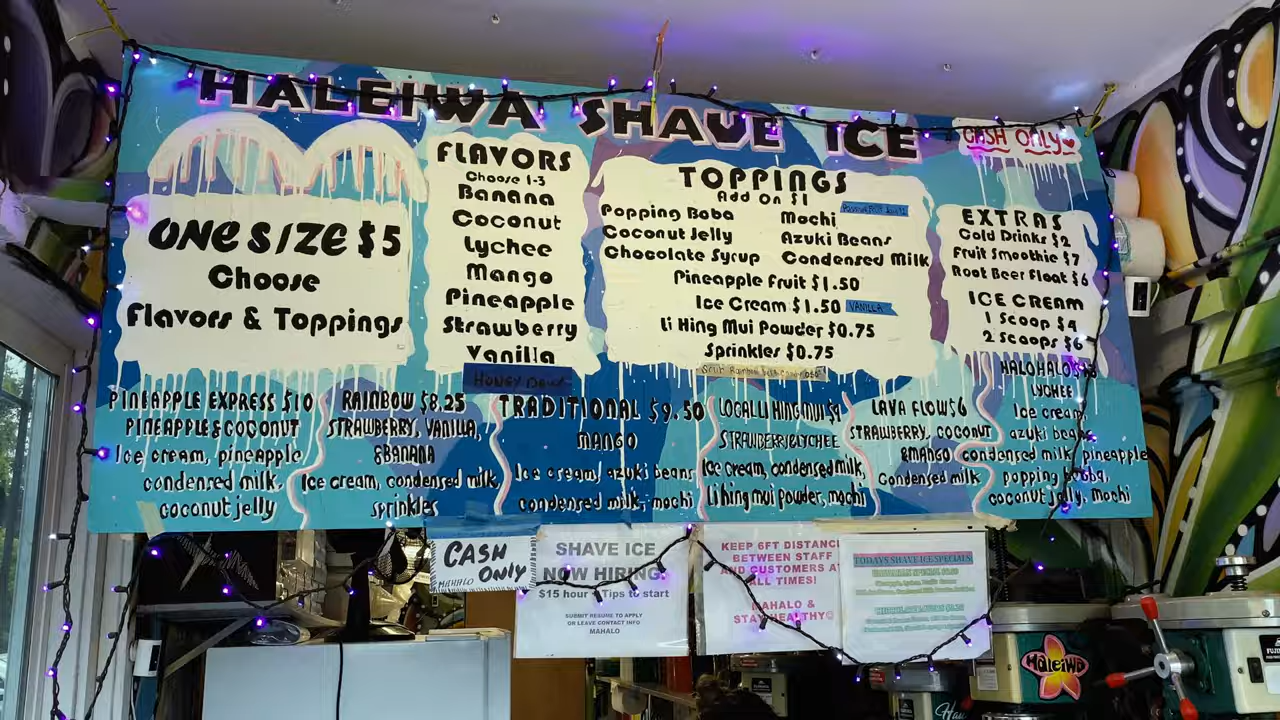 HALEIWA SHAVE ICE
CASH ONLY
ONE SIZE $5
Choose
Flavors & Toppings
FLAVORS
Choose 1-3
Banana
Coconut
Lychee
Mango
Pineapple
Strawberry
Vanilla
HONEY DEW
TOPPINGS
Add On $1
Popping Boba
Mochi
Coconut Jelly
Azuki Beans
Chocolate Syrup
Condensed Milk
Pineapple Fruit $1.50
Ice Cream $1.50
VANILLA
Li Hing Mui Powder $0.75
Sprinkles $0.75
EXTRAS
Cold Drinks $2
Fruit Smoothie $7
Root Beer Float $6
ICE CREAM
1 Scoop $4
2 Scoops $6
PINEAPPLE EXPRESS $10
PINEAPPLE & COCONUT
Ice cream, pineapple
condensed milk,
coconut jelly
RAINBOW $8.25
STRAWBERRY, VANILLA,
& BANANA
Ice cream, condensed milk,
sprinkles
TRADITIONAL $9.50
MANGO
Ice cream, azuki beans
condensed milk, mochi
LOCAL LI HING MUI $9
STRAWBERRY & LYCHEE
Ice cream, condensed milk,
Li hing mui powder, mochi
LAVA FLOW $6
STRAWBERRY, COCONUT
& MANGO
Condensed milk
HALOHALO
LYCHEE
Ice cream,
azuki beans
condensed milk, pineapple
popping boba,
coconut jelly, mochi
CASH
ONLY
MAHALO
SHAVE ICE
NOW HIRING:
$15 hour + Tips to start
SUBMIT RESUME TO APPLY
OR LEAVE CONTACT INFO
MAHALO
KEEP 6FT DISTANCE
BETWEEN STAFF
AND CUSTOMERS AT
ALL TIMES!
MAHALO &
STAY HEALTHY
TODAYS SHAVE ICE SPECIALS
Haleiwa